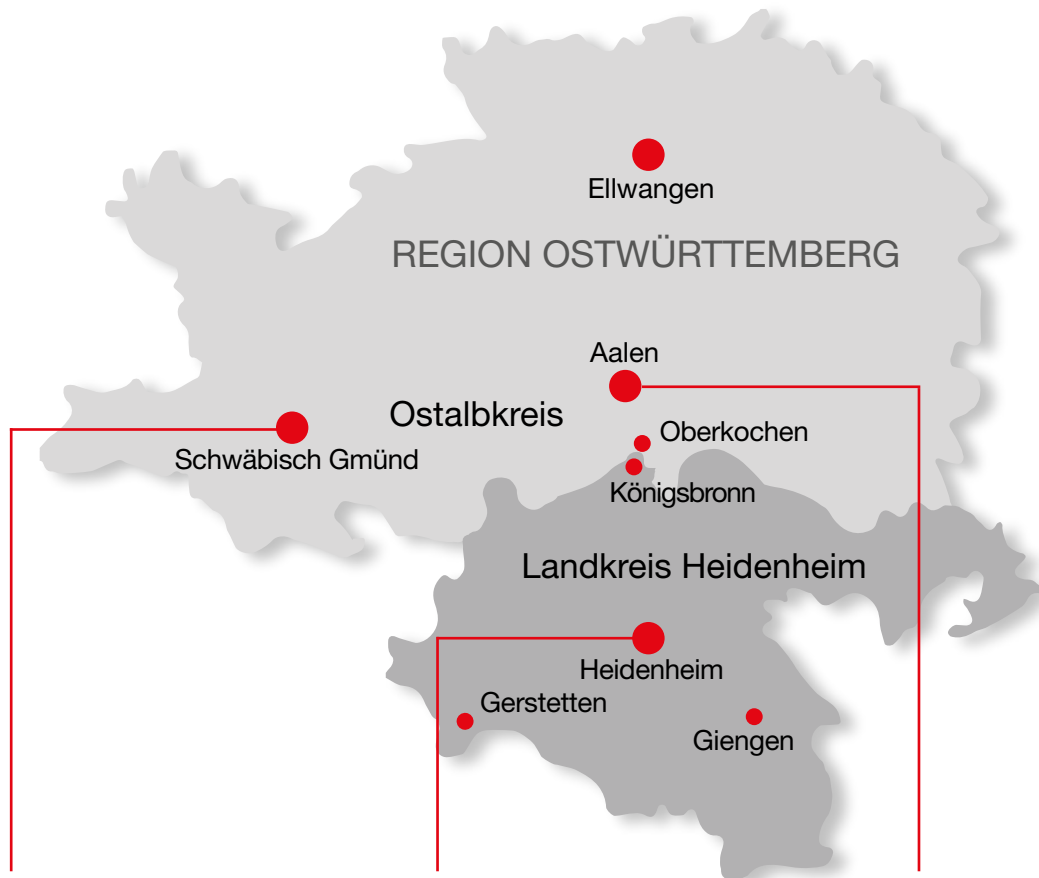 Ellwangen
REGION OSTWÜRTTEMBERG
Aalen
Ostalbkreis
Oberkochen
Schwäbisch Gmünd
Königsbronn
Landkreis Heidenheim
Heidenheim
Gerstetten
Giengen